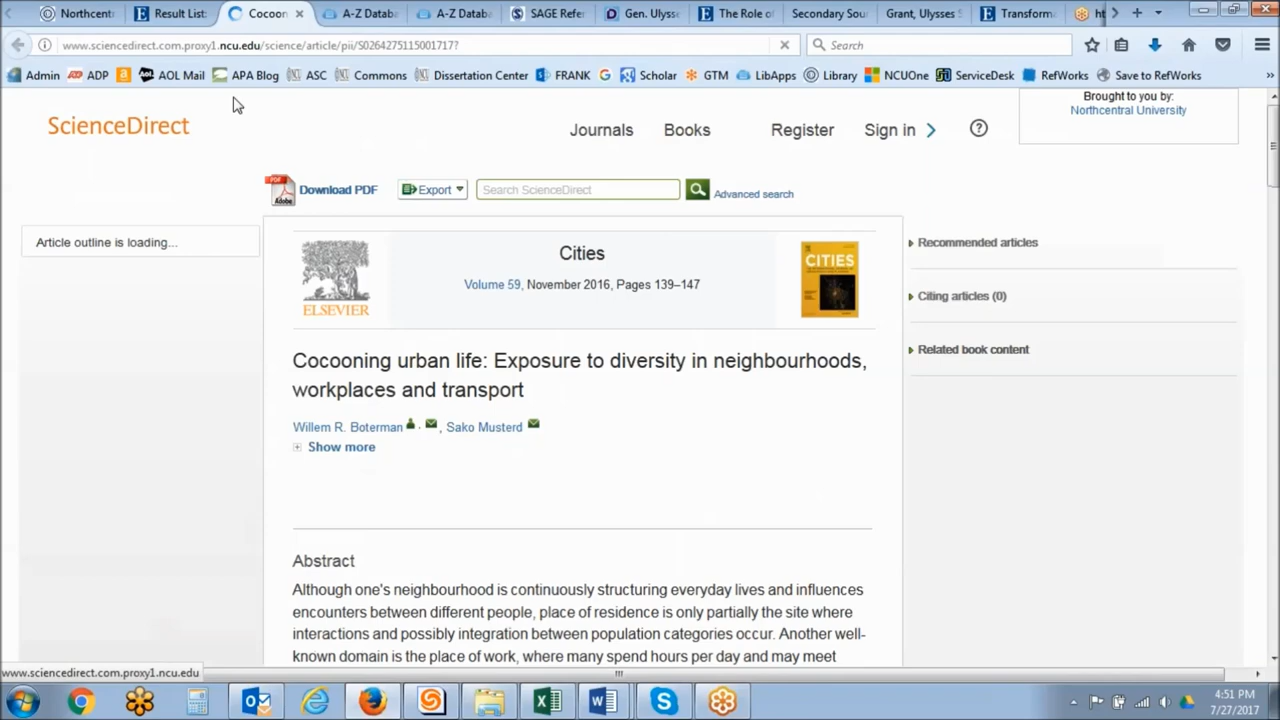 Northcent
Result List:
Cocoon
A-Z Datab
A-Z Datab
SAGE Refer
Gen. Ulyss
The Role of
Secondary Sou
Grant, Ulysses S
Transform
ht
www.sciencedirect.com.proxy1.ncu.edu/science/article/pii/S0264275115001717?
Search
Admin ADP AOL Mail APA Blog ASC Commons Dissertation Center FRANK Scholar GTM LibApps Library NCUOne ServiceDesk RefWorks Save to RefWorks
Brought to you by:
Northcentral University
ScienceDirect
Journals Books Register Sign in
Download PDF Export Search ScienceDirect Advanced search
Article outline is loading...
Cities
Volume 59, November 2016, Pages 139–147
ELSEVIER
CITIES
Recommended articles
Citing articles (0)
Related book content
Cocooning urban life: Exposure to diversity in neighbourhoods,
workplaces and transport
Willem R. Boterman , Sako Musterd
Show more
Abstract
Although one's neighbourhood is continuously structuring everyday lives and influences
encounters between different people, place of residence is only partially the site where
interactions and possibly integration between population categories occur. Another well-
known domain is the place of work, where many spend hours per day and may meet
www.sciencedirect.com.proxy1.ncu.edu
4:51 PM
7/27/2017